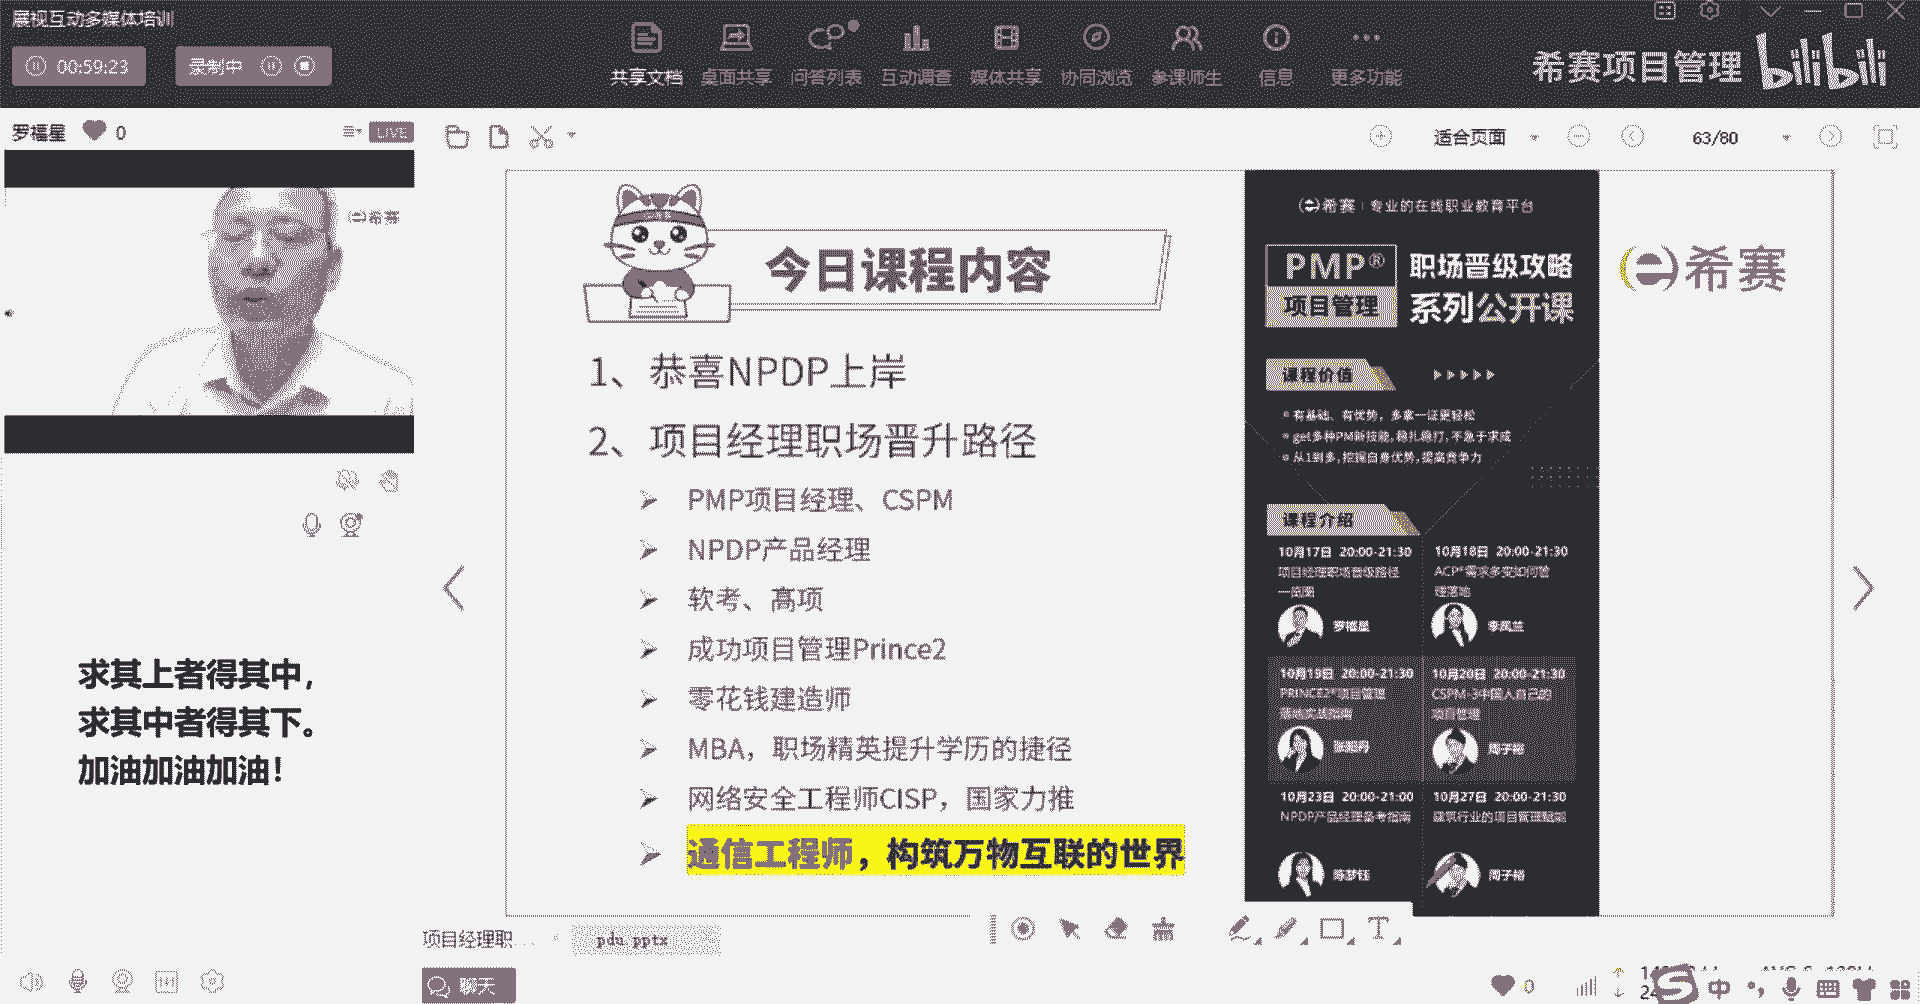 展视互动多媒体培训
00:59:23
录制中
共享文档
桌面共享
问答列表
互动调查
媒体共享
协同浏览
参课师生
信息
更多功能
希赛项目管理 bilibili
罗福星 0
LIVE
适合页面
63/80
希赛
今日课程内容
1、恭喜NPDP上岸
2、项目经理职场晋升路径
PMP项目经理、CSPM
NPDP产品经理
软考、高项
成功项目管理Prince2
零花钱建造师
MBA，职场精英提升学历的捷径
网络安全工程师CISP，国家力推
通信工程师，构筑万物互联的世界
希赛 | 专业的在线职业教育平台
PMP® 职场晋级攻略
项目管理 系列公开课
希赛
课程价值
有基础、有优势，多拿一证更轻松
get多种PM新技能,稳扎稳打,不急于求成
从1到多,挖掘自身优势,提高竞争力
课程介绍
10月17日 20:00-21:30
项目经理职场晋级路径
一览图
罗福星
10月18日 20:00-21:30
ACP®需求多变如何管
理落地
李凤兰
10月19日 20:00-21:30
PRINCE2®项目管理
落地实战指南
10月20日 20:00-21:30
CSPM-3中国人自己的
项目管理
周子裕
10月23日 20:00-21:00
NPDP产品经理备考指南
陈梦钰
10月27日 20:00-21:30
建筑行业的项目管理赋能
周子裕
求其上者得其中，
求其中者得其下。
加油加油加油！
项目经理职...
pdu.pptx
聊天
0
中